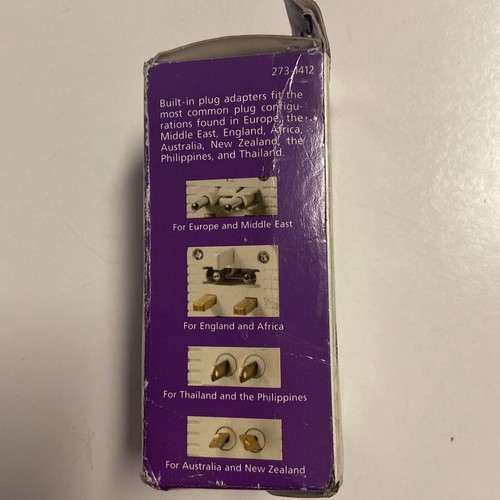 273-1412
Built-in plug adapters fit the
most common plug configu-
rations found in Europe, the
Middle East, England, Africa,
Australia, New Zealand, the
Philippines, and Thailand.
For Europe and Middle East
For England and Africa
For Thailand and the Philippines
For Australia and New Zealand